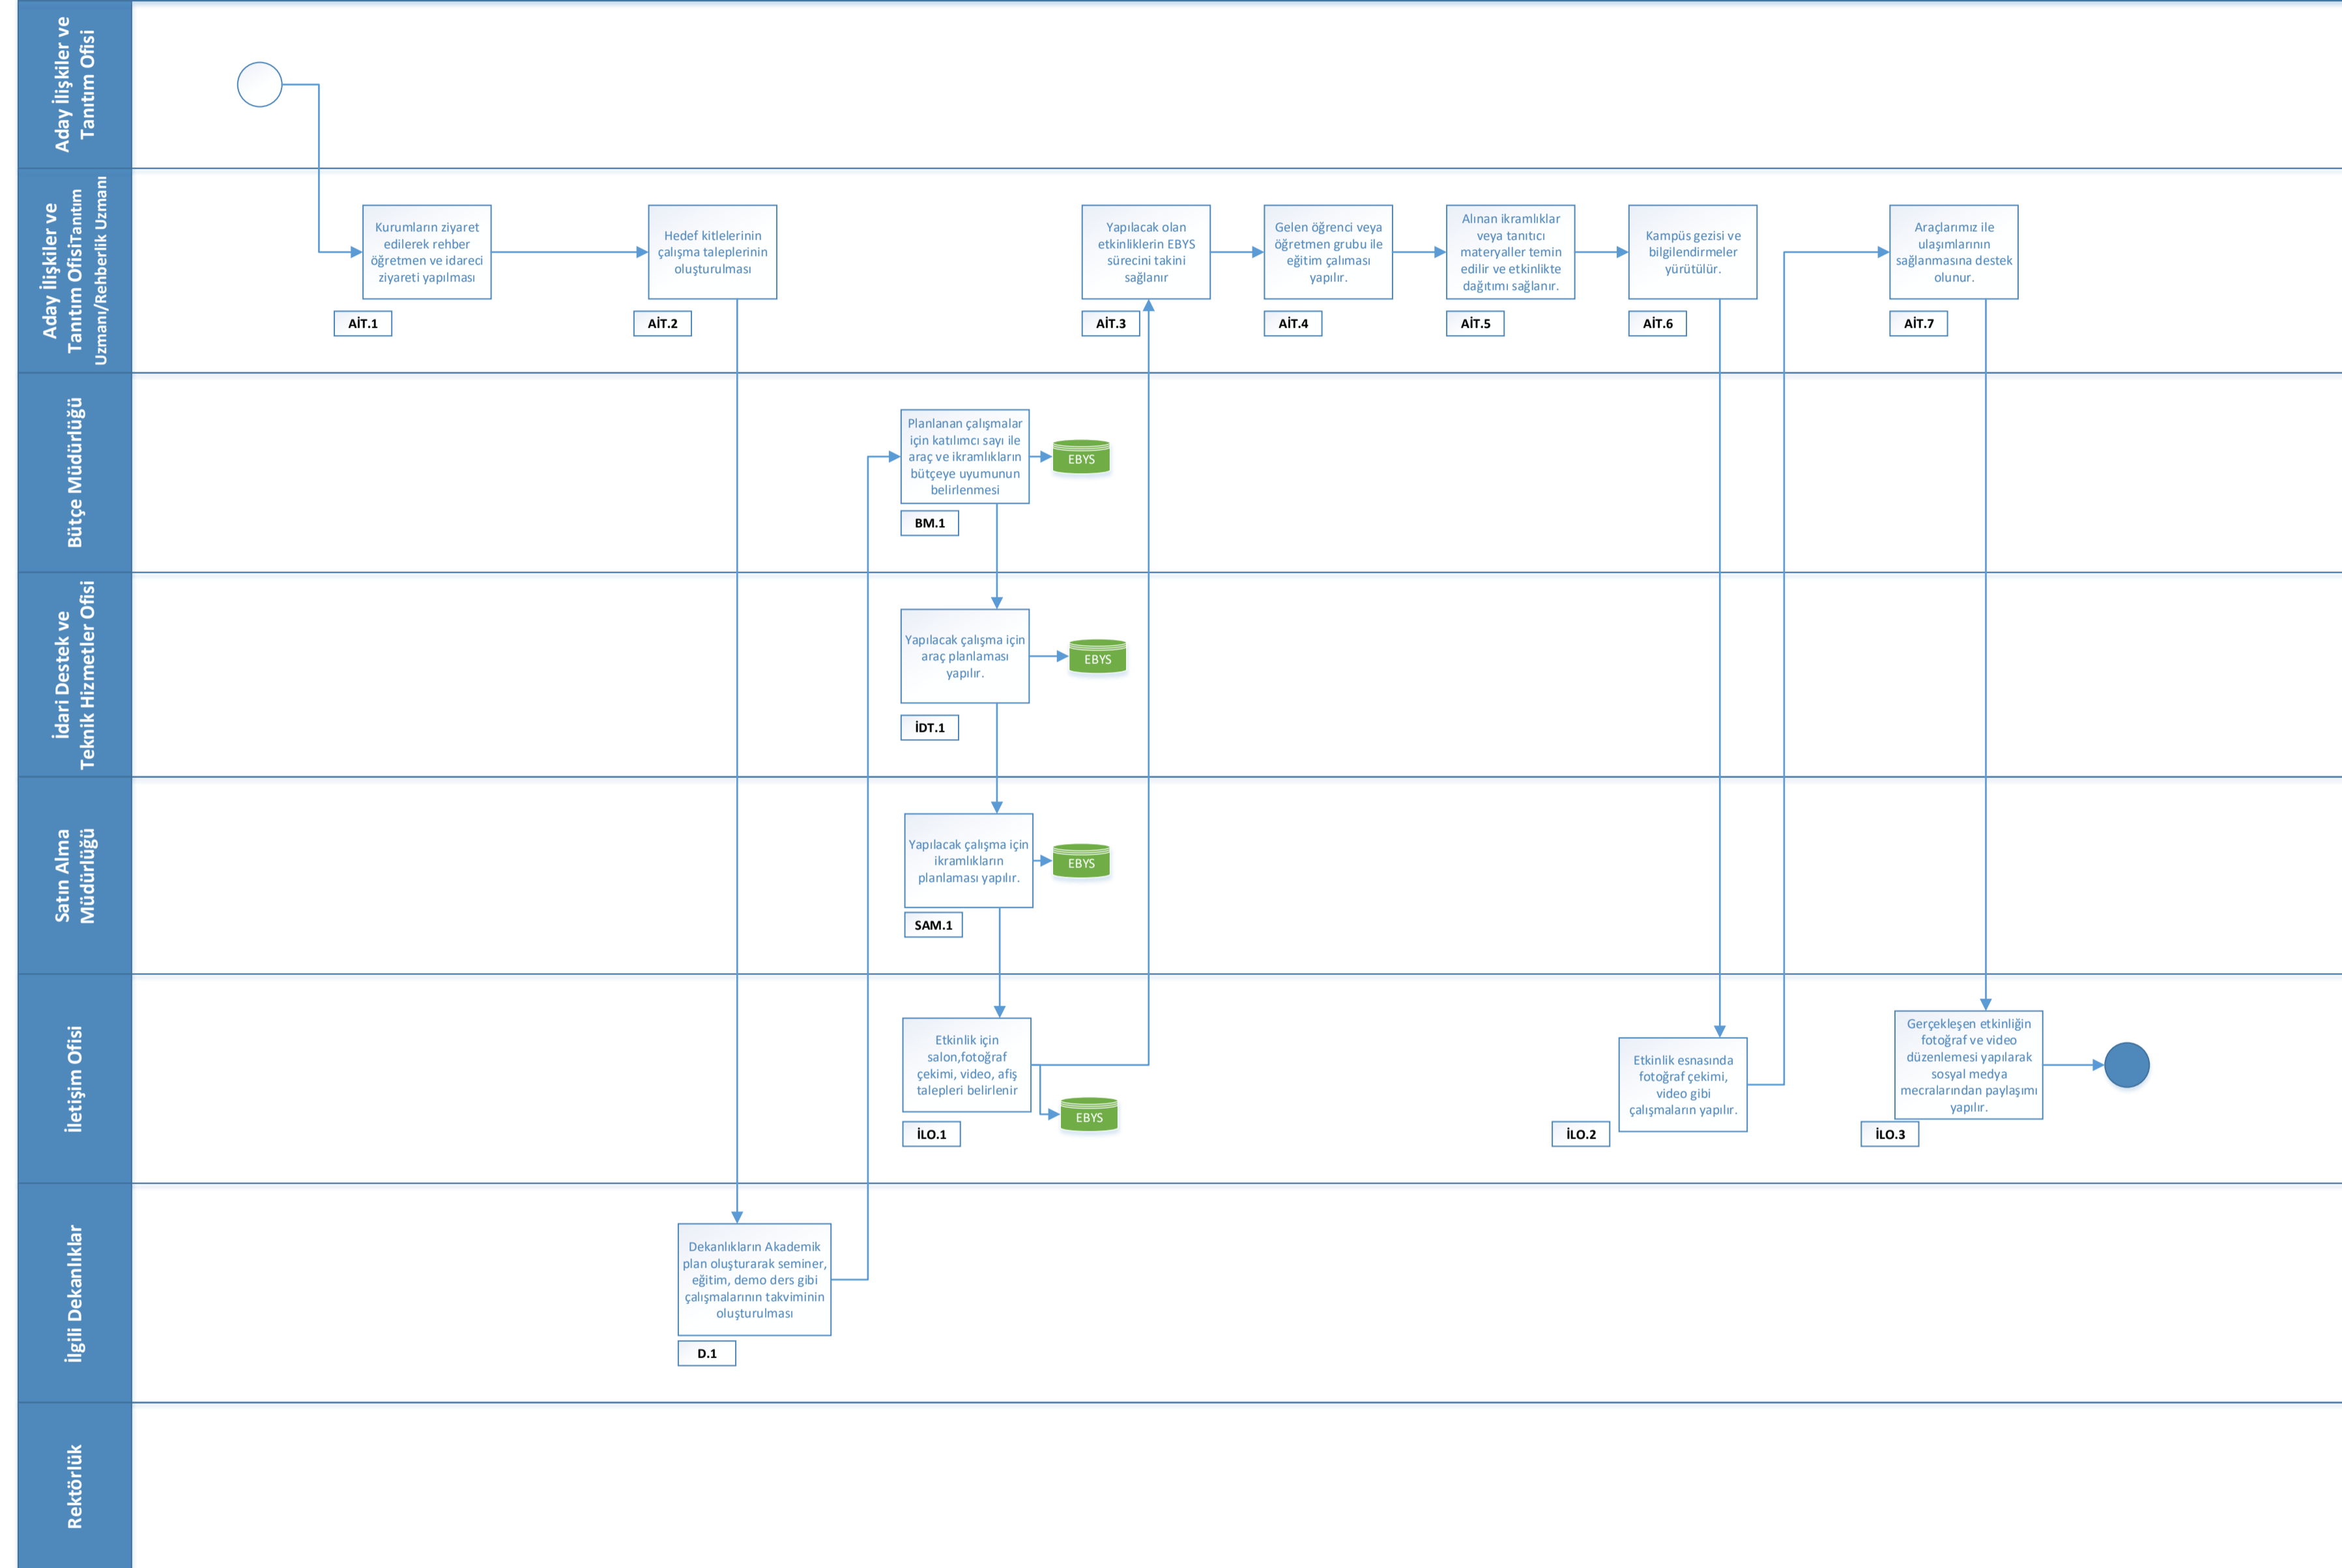 Aday İlişkiler ve
Tanıtım Ofisi
Aday İlişkiler ve
Tanıtım OfisiTanıtım
Uzmanı/Rehberlik Uzmanı
Kurumların ziyaret
edilerek rehber
öğretmen ve idareci
ziyareti yapılması
AİT.1
Hedef kitlelerinin
çalışma taleplerinin
oluşturulması
AİT.2
Yapılacak olan
etkinliklerin EBYS
sürecini takini
sağlanır
AİT.3
Gelen öğrenci veya
öğretmen grubu ile
eğitim çalıması
yapılır.
AİT.4
Alınan ikramlıklar
veya tanıtıcı
materyaller temin
edilir ve etkinlikte
dağıtımı sağlanır.
AİT.5
Kampüs gezisi ve
bilgilendirmeler
yürütülür.
AİT.6
Araçlarımız ile
ulaşımlarının
sağlanmasına destek
olunur.
AİT.7
Bütçe Müdürlüğü
Planlanan çalışmalar
için katılımcı sayı ile
araç ve ikramlıkların
bütçeye uyumunun
belirlenmesi
EBYS
BM.1
İdari Destek ve
Teknik Hizmetler Ofisi
Yapılacak çalışma için
araç planlaması
yapılır.
EBYS
İDT.1
Satın Alma
Müdürlüğü
Yapılacak çalışma için
ikramlıkların
planlaması yapılır.
EBYS
SAM.1
İletişim Ofisi
Etkinlik için
salon,fotoğraf
çekimi, video, afiş
talepleri belirlenir
EBYS
İLO.1
Etkinlik esnasında
fotoğraf çekimi,
video gibi
çalışmaların yapılır.
İLO.2
Gerçekleşen etkinliğin
fotoğraf ve video
düzenlemesi yapılarak
sosyal medya
mecralarından paylaşımı
yapılır.
İLO.3
İlgili Dekanlıklar
Dekanlıkların Akademik
plan oluşturarak seminer,
eğitim, demo ders gibi
çalışmalarının takviminin
oluşturulması
D.1
Rektörlük